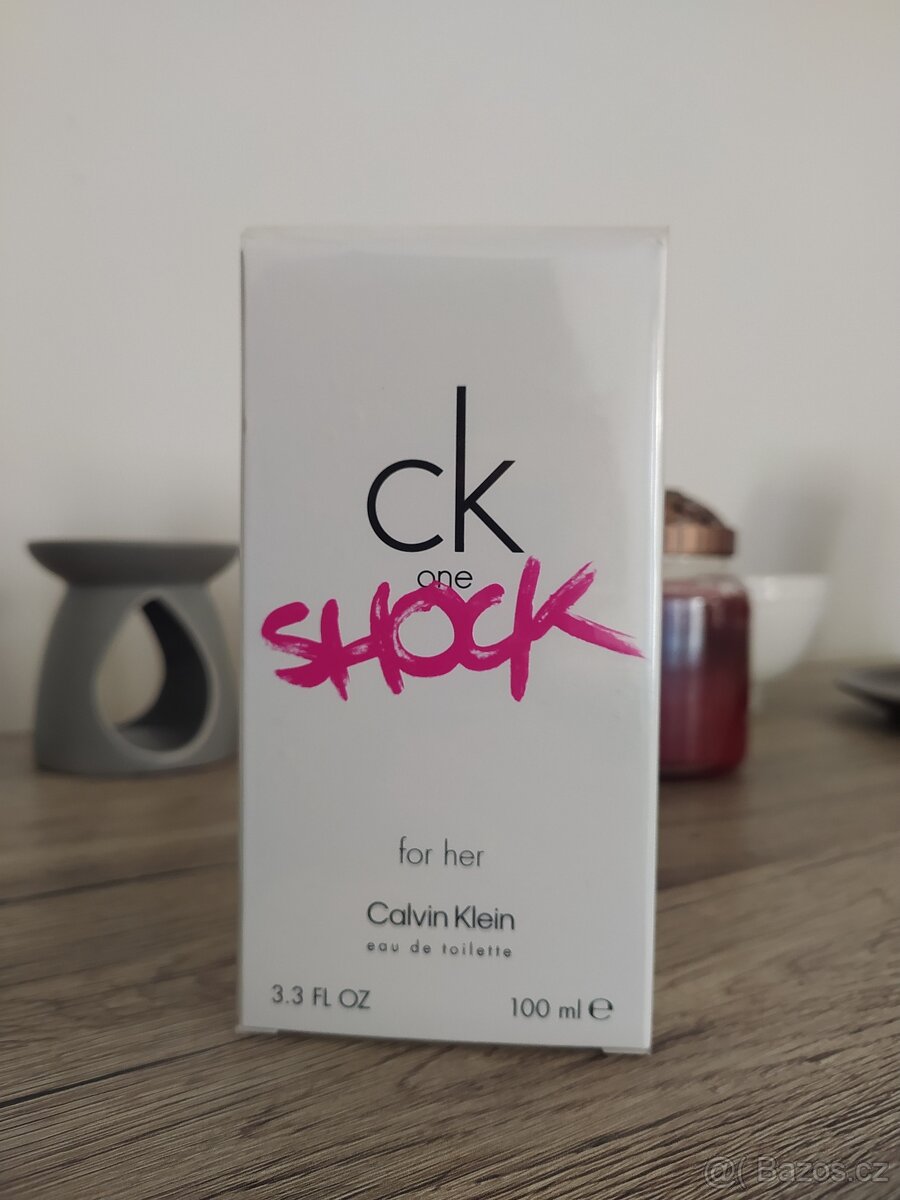 ck
one
SHOCK
for her
Calvin Klein
eau de toilette
3.3 FL OZ 100 ml ℮
@( Bazos.cz